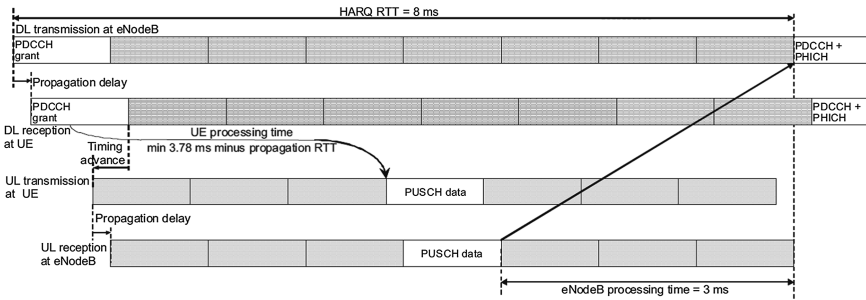 HARQ RTT = 8 ms
DL transmission at eNodeB
PDCCH
grant
PDCCH +
PHICH
Propagation delay
PDCCH
grant
PDCCH +
PHICH
DL reception
at UE
UE processing time
min 3.78 ms minus propagation RTT
Timing
advance
UL transmission
at UE
PUSCH data
Propagation delay
UL reception
at eNodeB
PUSCH data
eNodeB processing time = 3 ms